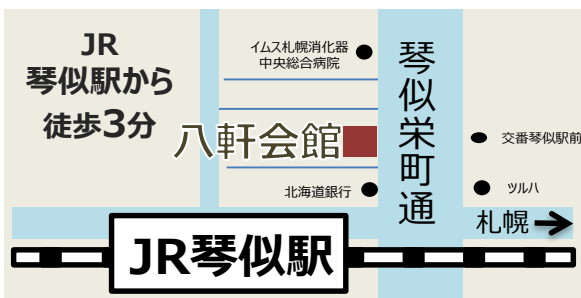 JR
琴似駅から
徒歩3分
イムス札幌消化器
中央総合病院
八軒会館
北海道銀行
琴似栄町通
交番琴似駅前
ツルハ
札幌
JR琴似駅